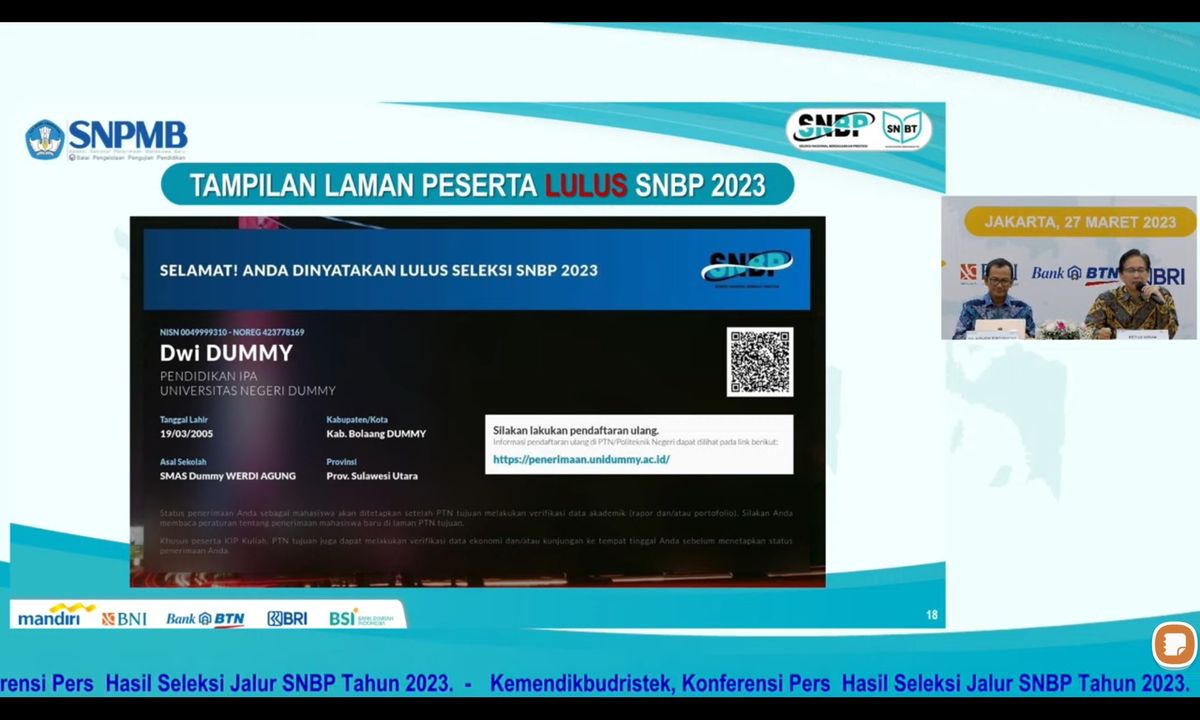 SNPMB
Balai Pengelolaan Pengujian Pendidikan
SNBP
SNBT
TAMPILAN LAMAN PESERTA LULUS SNBP 2023
SELAMAT! ANDA DINYATAKAN LULUS SELEKSI SNBP 2023
SNBP
NISN 0049999310 - NOREG 423778169
Dwi DUMMY
PENDIDIKAN IPA
UNIVERSITAS NEGERI DUMMY
Tanggal Lahir
19/03/2005
Kabupaten/Kota
Kab. Bolaang DUMMY
Asal Sekolah
SMAS Dummy WERDI AGUNG
Provinsi
Prov. Sulawesi Utara
Silakan lakukan pendaftaran ulang.
Informasi pendaftaran ulang di PTN/Politeknik Negeri dapat dilihat pada link berikut:
https://penerimaan.unidummy.ac.id/
Status penerimaan Anda sebagai mahasiswa akan ditetapkan setelah PTN tujuan melakukan verifikasi data akademik (rapor dan/atau portofolio). Silakan Anda
membaca peraturan tentang penerimaan mahasiswa baru di laman PTN tujuan.
Khusus peserta KIP Kuliah, PTN tujuan juga dapat melakukan verifikasi data ekonomi dan/atau kunjungan ke tempat tinggal Anda sebelum menetapkan status
penerimaan Anda.
JAKARTA, 27 MARET 2023
Bank BTN
BRI
mandiri
BNI
Bank BTN
BRI
BSI BANK SYARIAH
INDONESIA
18
rensi Pers Hasil Seleksi Jalur SNBP Tahun 2023. - Kemendikbudristek, Konferensi Pers Hasil Seleksi Jalur SNBP Tahun 2023.